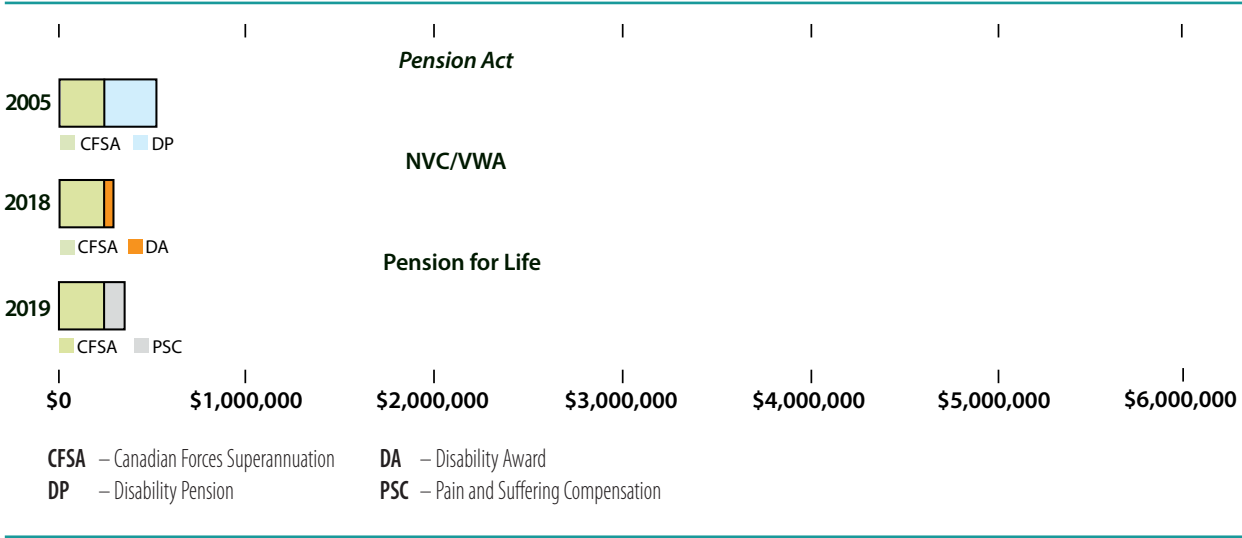 Pension Act
2005
CFSA DP
NVC/VWA
2018
CFSA DA
Pension for Life
2019
CFSA PSC
$0 $1,000,000 $2,000,000 $3,000,000 $4,000,000 $5,000,000 $6,000,000
CFSA – Canadian Forces Superannuation DA – Disability Award
DP – Disability Pension PSC – Pain and Suffering Compensation